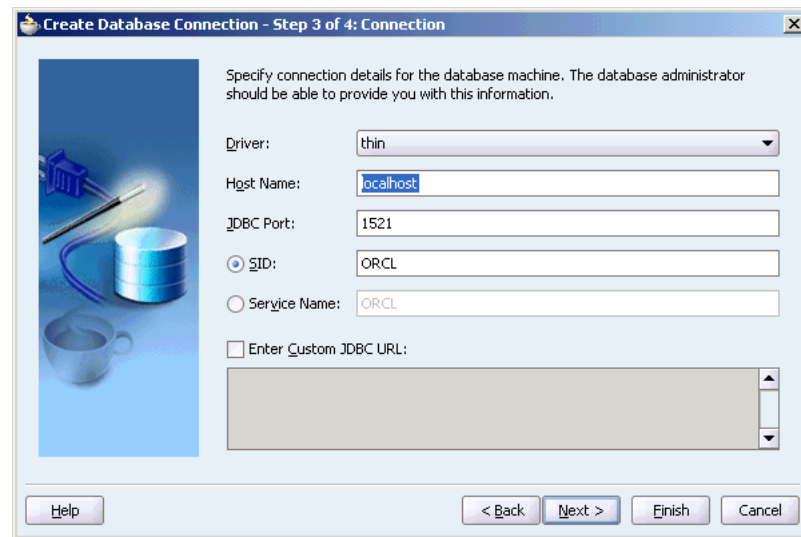 Create Database Connection - Step 3 of 4: Connection
Specify connection details for the database machine. The database administrator
should be able to provide you with this information.
Driver: thin
Host Name: localhost
JDBC Port: 1521
SID: ORCL
Service Name: ORCL
Enter Custom JDBC URL:
Help < Back Next > Finish Cancel